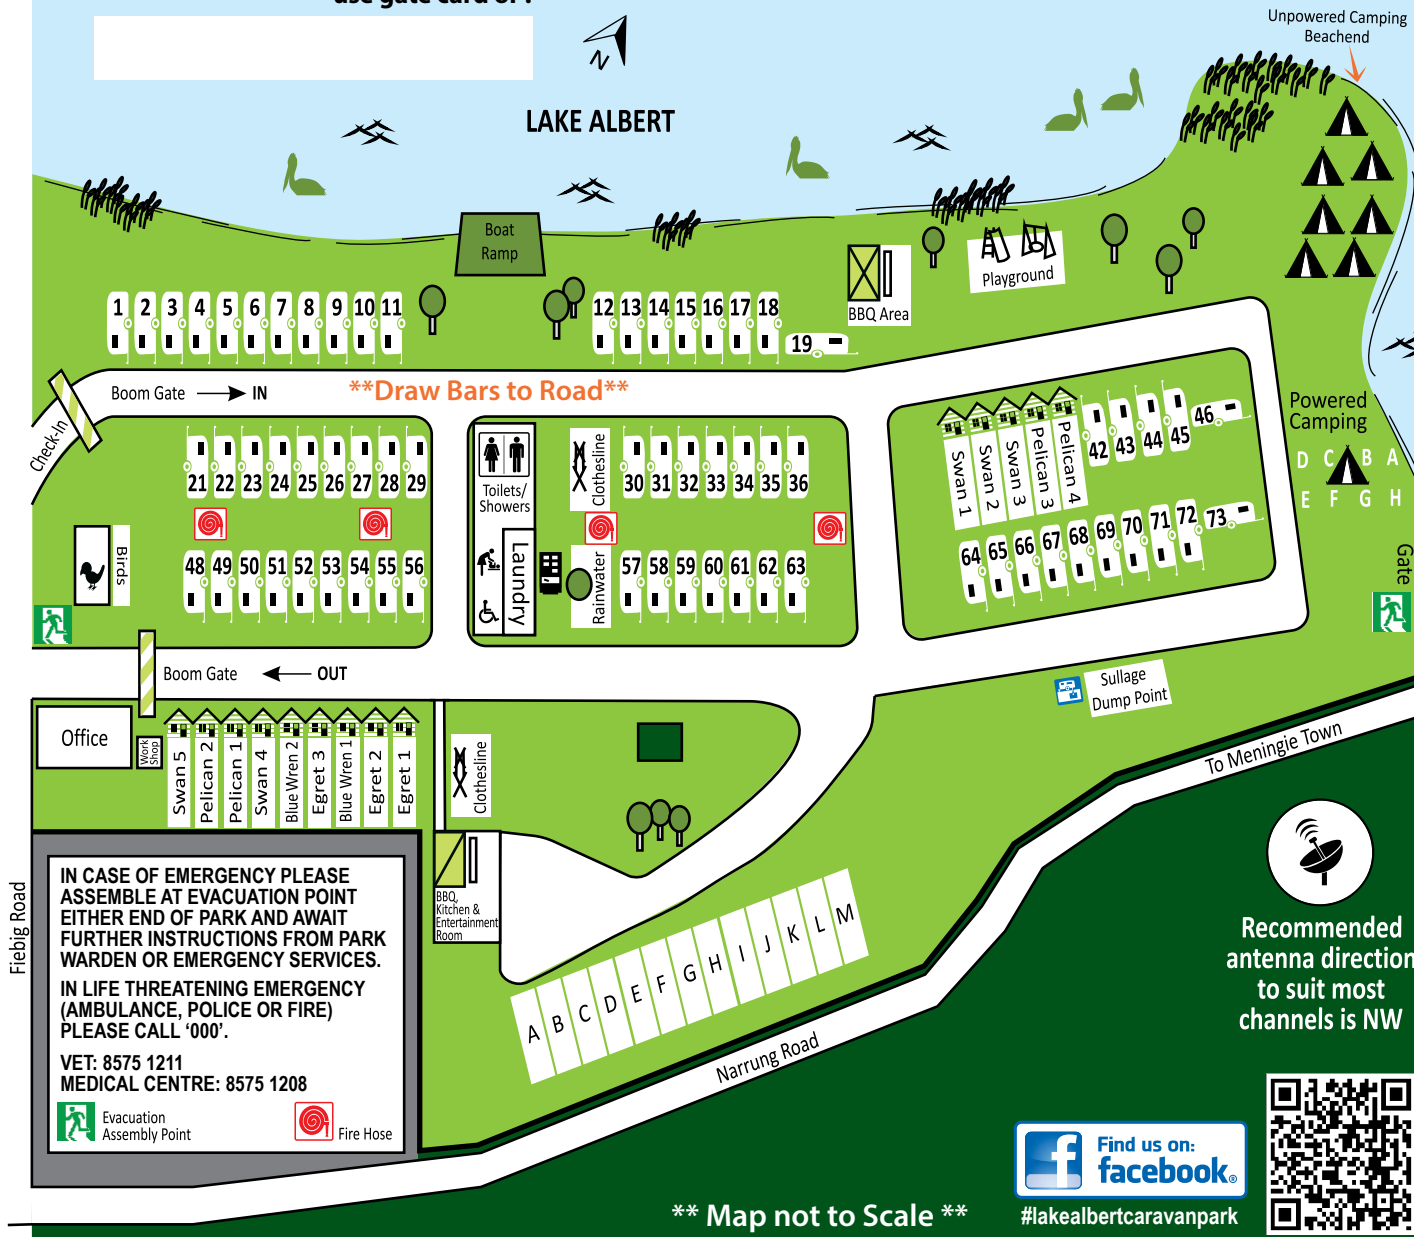 use gate card or .
Unpowered Camping
Beachend
N
LAKE ALBERT
Boat
Ramp
Playground
BBQ Area
1 2 3 4 5 6 7 8 9 10 11
12 13 14 15 16 17 18
19
Boom Gate IN
**Draw Bars to Road**
Check-In
21 22 23 24 25 26 27 28 29
Toilets/
Showers
Clothesline
30 31 32 33 34 35 36
Swan 1
Swan 2
Swan 3
Pelican 3
Pelican 4
42 43 44 45 46
Powered
Camping
D C B A
E F G H
Birds
48 49 50 51 52 53 54 55 56
Laundry
Rainwater
57 58 59 60 61 62 63
64 65 66 67 68 69 70 71 72 73
Gate
Boom Gate OUT
Sullage
Dump Point
Office
Work
Shop
Swan 5
Pelican 2
Pelican 1
Swan 4
Blue Wren 2
Egret 3
Blue Wren 1
Egret 2
Egret 1
Clothesline
To Meningie Town
BBQ,
Kitchen &
Entertainment
Room
A B C D E F G H I J K L M
Fiebig Road
Narrung Road
IN CASE OF EMERGENCY PLEASE
ASSEMBLE AT EVACUATION POINT
EITHER END OF PARK AND AWAIT
FURTHER INSTRUCTIONS FROM PARK
WARDEN OR EMERGENCY SERVICES.
IN LIFE THREATENING EMERGENCY
(AMBULANCE, POLICE OR FIRE)
PLEASE CALL ‘000’.
VET: 8575 1211
MEDICAL CENTRE: 8575 1208
Evacuation
Assembly Point
Fire Hose
Recommended
antenna direction
to suit most
channels is NW
f
Find us on:
facebook®
#lakealbertcaravanpark
** Map not to Scale **